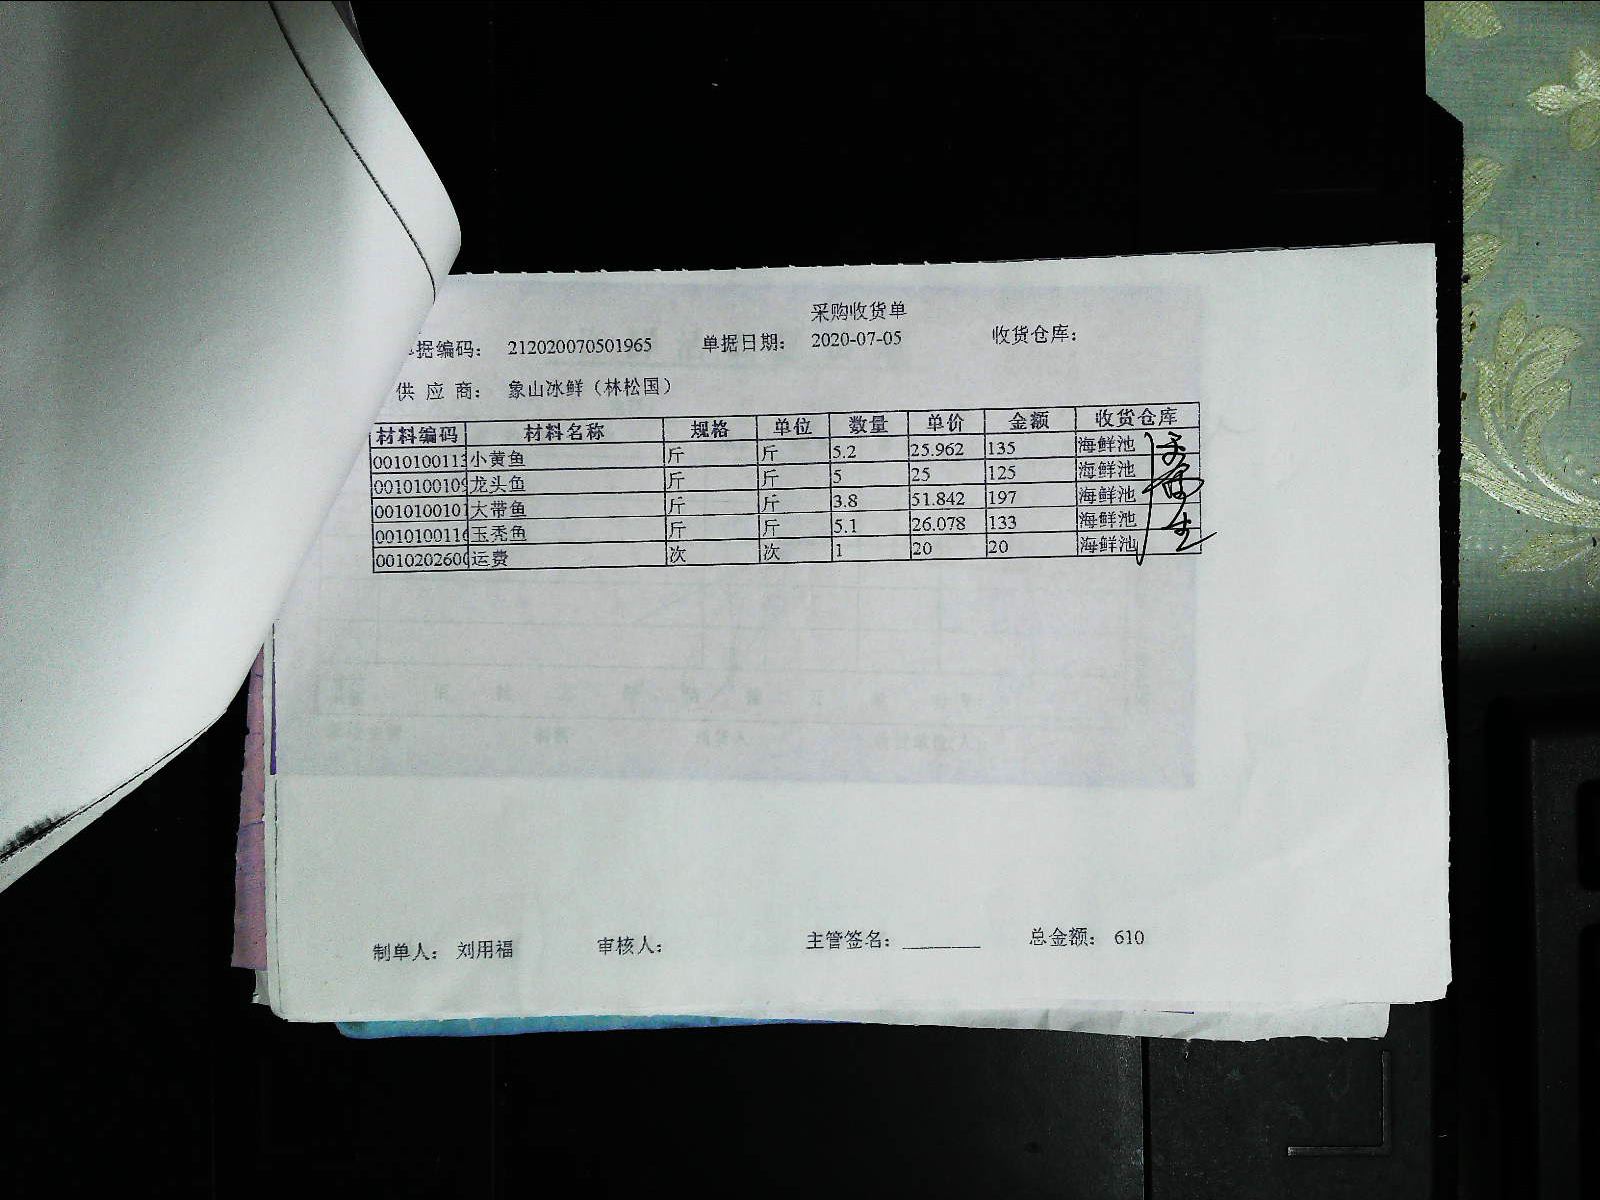 采购收货单
据编码： 212020070501965 单据日期： 2020-07-05 收货仓库：
供 应 商： 象山冰鲜（林松国）
材料编码 材料名称 规格 单位 数量 单价 金额 收货仓库
0010100113 小黄鱼 斤 斤 5.2 25.962 135 海鲜池
0010100109 龙头鱼 斤 斤 5 25 125 海鲜池
0010100101 大带鱼 斤 斤 3.8 51.842 197 海鲜池
0010100116 玉秃鱼 斤 斤 5.1 26.078 133 海鲜池
001020260 运费 次 次 1 20 20 海鲜池
制单人： 刘用福 审核人： 主管签名：________ 总金额： 610